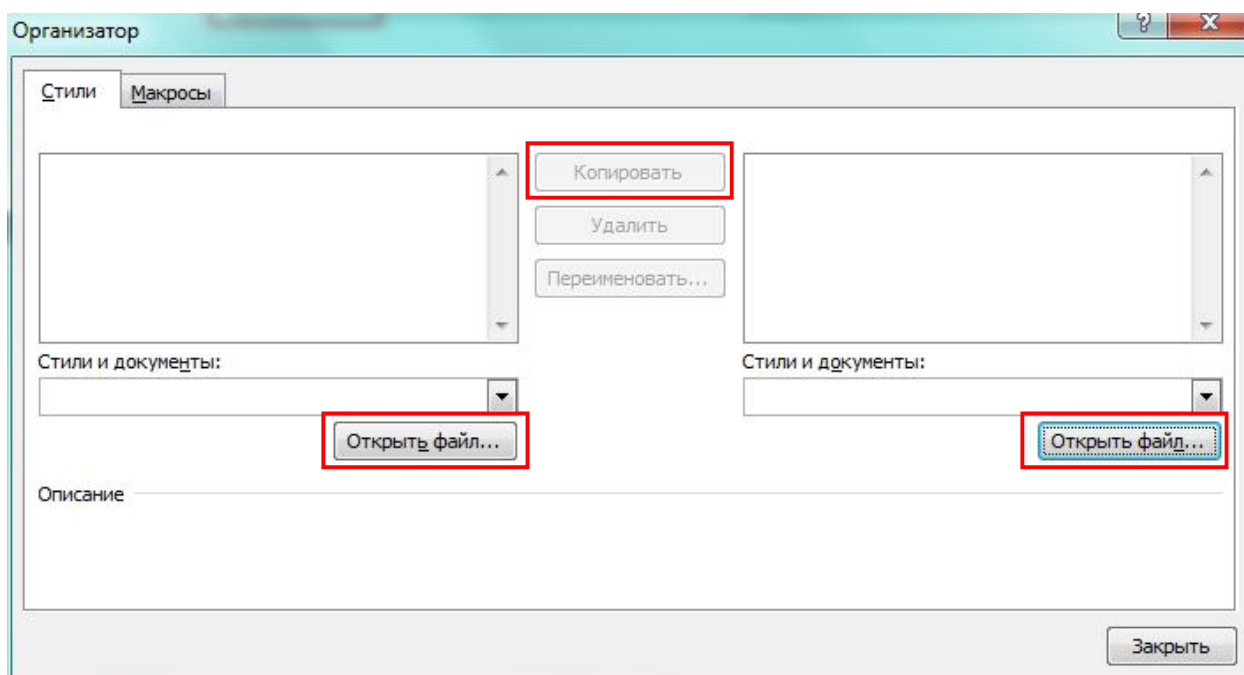 Организатор
Стили Макросы
Копировать
Удалить
Переименовать...
Стили и документы: Стили и документы:
Открыть файл... Открыть файл...
Описание
Закрыть